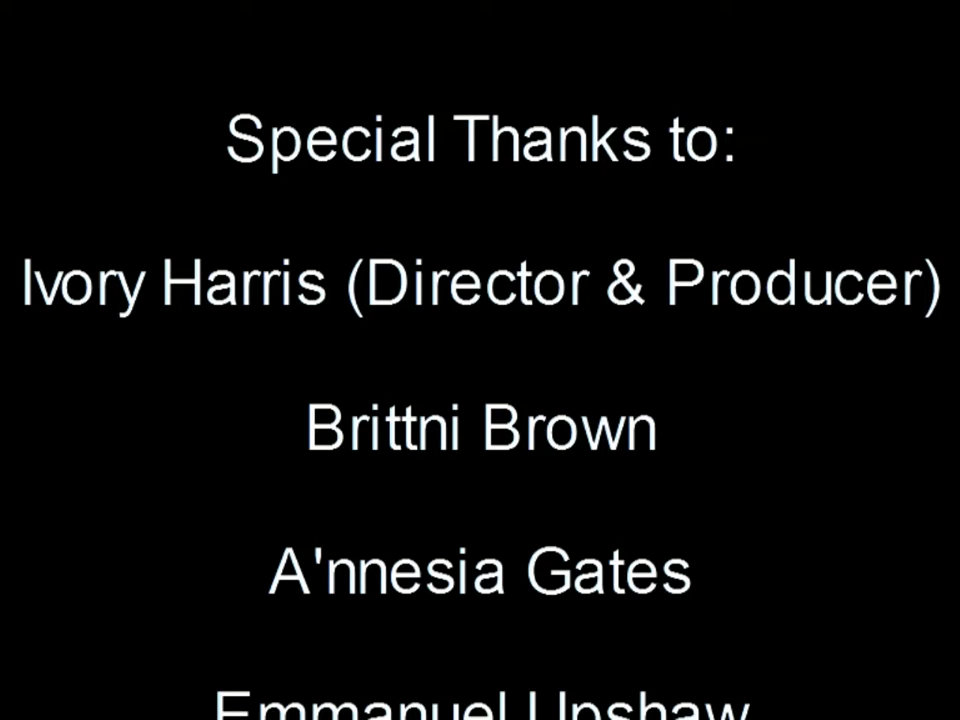 Special Thanks to:
Ivory Harris (Director & Producer)
Brittni Brown
A'nnesia Gates
Emmanuel Upshaw